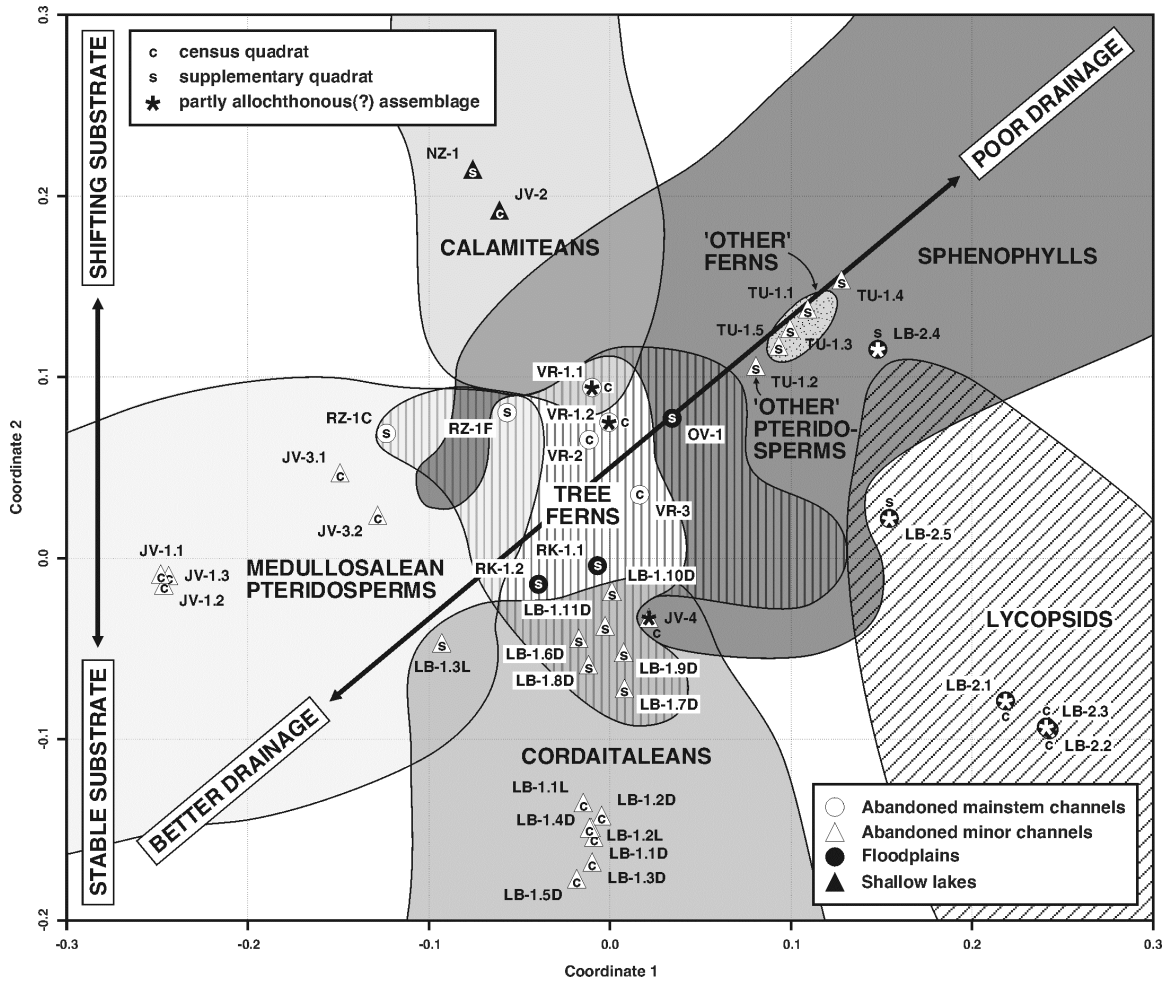 0.3
0.2
0.1
0.0
-0.1
-0.2
Coordinate 2
SHIFTING SUBSTRATE
STABLE SUBSTRATE
c census quadrat
s supplementary quadrat
* partly allochthonous(?) assemblage
POOR DRAINAGE
NZ-1
s
JV-2
c
CALAMITEANS
'OTHER'
FERNS
SPHENOPHYLLS
TU-1.1
s
s
TU-1.4
TU-1.5
s
s
TU-1.3
s
LB-2.4
s
TU-1.2
'OTHER'
PTERIDO-
SPERMS
VR-1.1
c
RZ-1C
s
RZ-1F
s
VR-1.2
c
VR-2
c
s
OV-1
JV-3.1
c
JV-3.2
c
TREE
FERNS
c
VR-3
s
LB-2.5
JV-1.1
c
c
JV-1.3
c
JV-1.2
MEDULLOSALEAN
PTERIDOSPERMS
RK-1.1
s
RK-1.2
s
LB-1.10D
s
LB-1.11D
s
JV-4
c
LYCOPSIDS
LB-1.3L
s
LB-1.6D
s
s
LB-1.9D
LB-1.8D
s
s
LB-1.7D
LB-2.1
c
c
LB-2.3
c
LB-2.2
BETTER DRAINAGE
CORDAITALEANS
LB-1.1L
c
LB-1.2D
c
LB-1.4D
c
LB-1.2L
c
LB-1.1D
c
LB-1.3D
LB-1.5D
c
Abandoned mainstem channels
Abandoned minor channels
Floodplains
Shallow lakes
-0.3
-0.2
-0.1
0.0
0.1
0.2
0.3
Coordinate 1